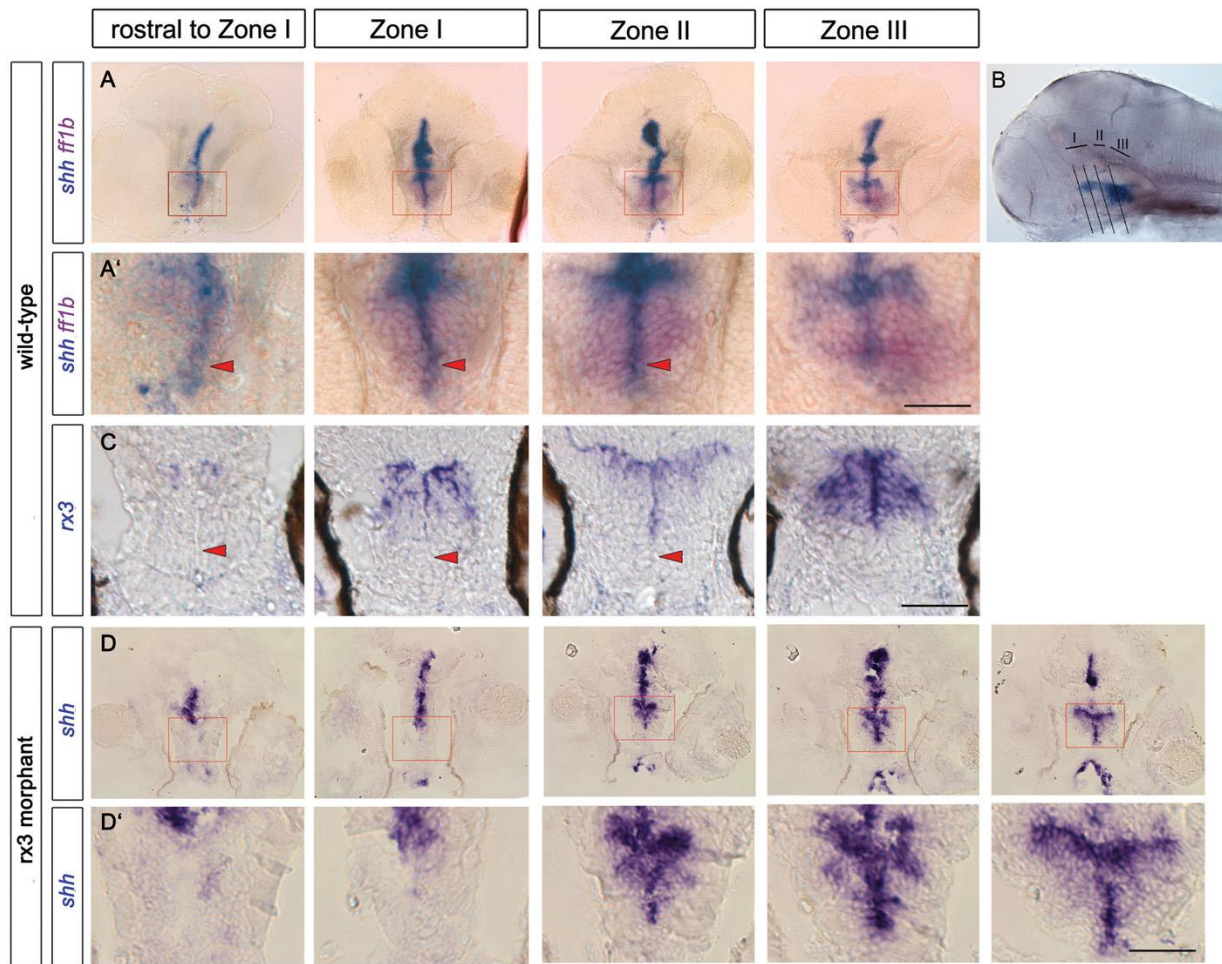 rostral to Zone I
Zone I
Zone II
Zone III
wild-type
shh ff1b
A
B
I
II
III
shh ff1b
A'
rx3
C
rx3 morphant
shh
D
shh
D'